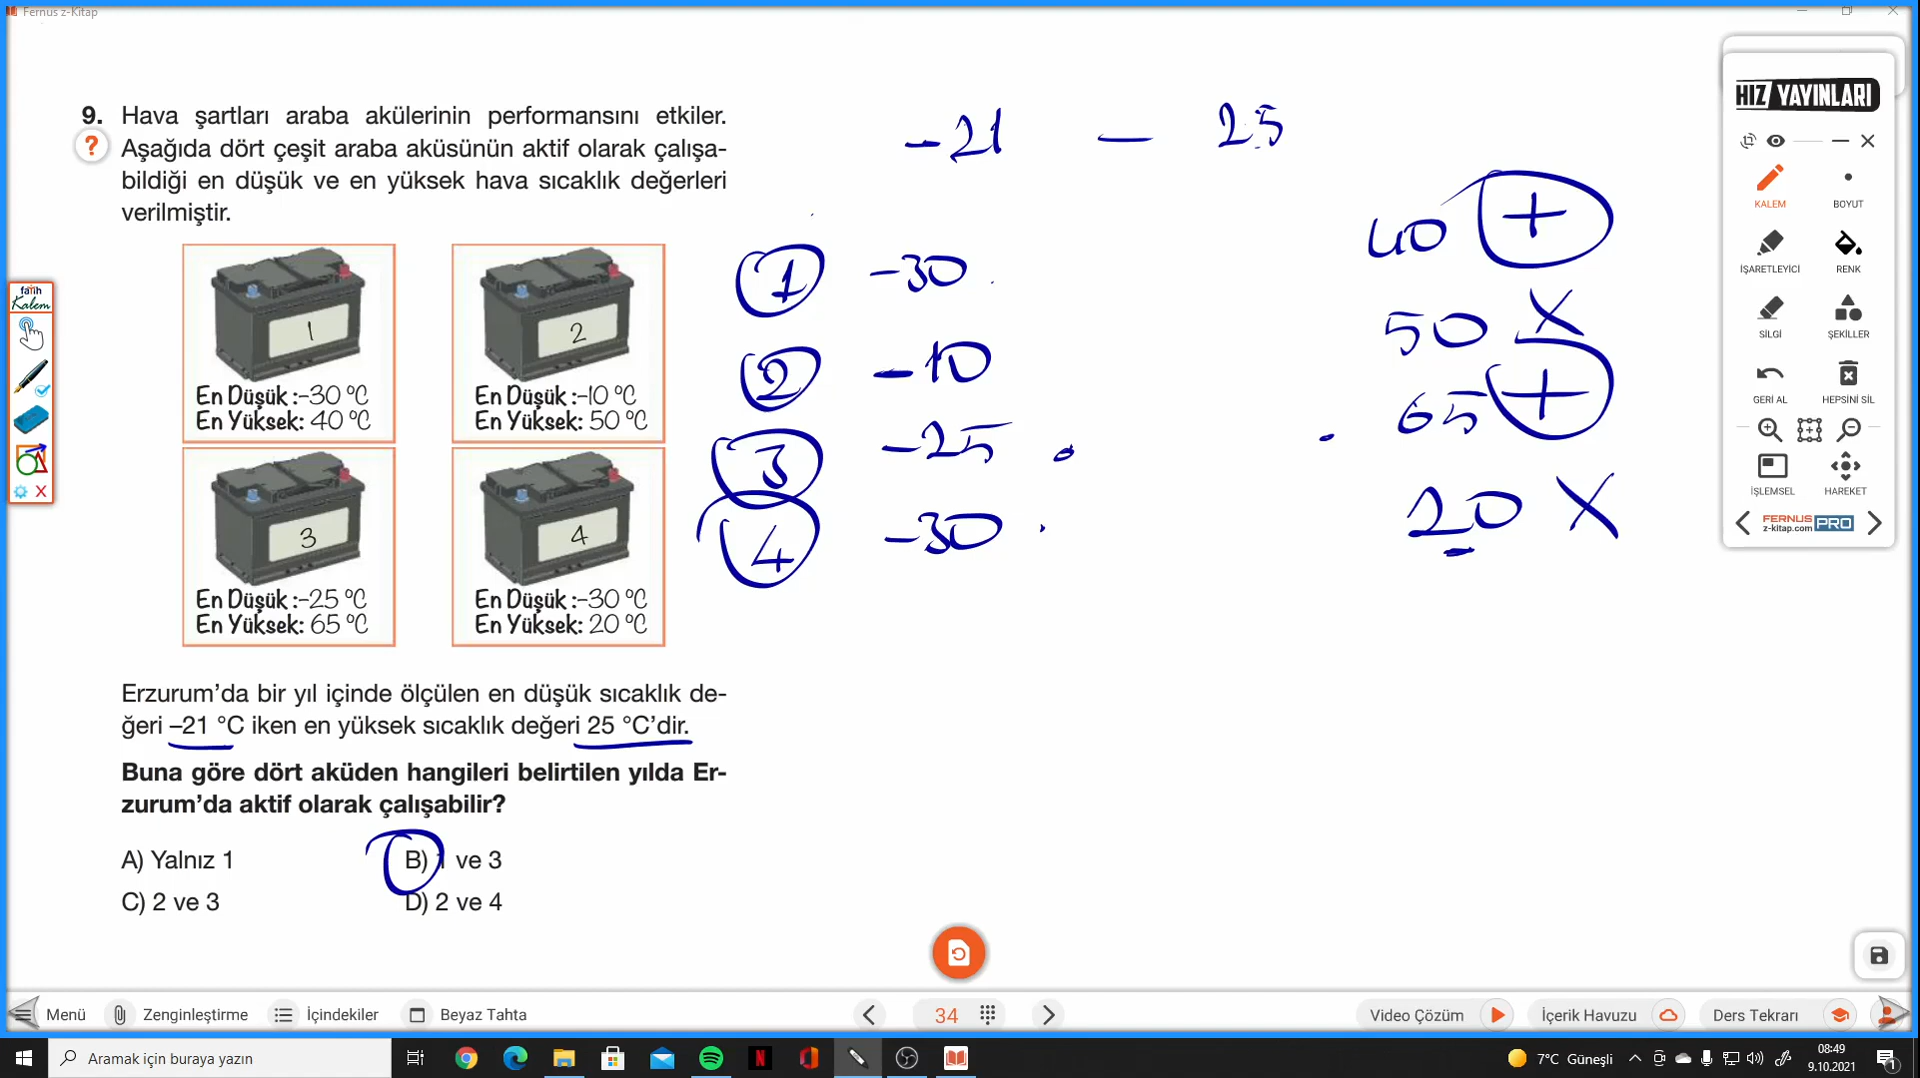 Fernus z-Kitap
9. Hava şartları araba akülerinin performansını etkiler.
? Aşağıda dört çeşit araba aküsünün aktif olarak çalışa-
bildiği en düşük ve en yüksek hava sıcaklık değerleri
verilmiştir.
1
En Düşük :-30 °C
En Yüksek: 40 °C
2
En Düşük :-10 °C
En Yüksek: 50 °C
3
En Düşük :-25 °C
En Yüksek: 65 °C
4
En Düşük :-30 °C
En Yüksek: 20 °C
Erzurum'da bir yıl içinde ölçülen en düşük sıcaklık de-
ğeri –21 °C iken en yüksek sıcaklık değeri 25 °C'dir.
Buna göre dört aküden hangileri belirtilen yılda Er-
zurum'da aktif olarak çalışabilir?
A) Yalnız 1 B) 1 ve 3
C) 2 ve 3 D) 2 ve 4
-21 — 25
1 -30 40 +
2 -10 50 X
3 -25 65 +
4 -30 20 X
fatih
Kalem
HIZ YAYINLARI
KALEM BOYUT
İŞARETLEYİCİ RENK
SİLGİ ŞEKİLLER
GERİ AL HEPSİNİ SİL
İŞLEMSEL HAREKET
FERNUS
z-kitap.com PRO
Menü Zenginleştirme İçindekiler Beyaz Tahta 34 Video Çözüm İçerik Havuzu Ders Tekrarı
Aramak için buraya yazın
7°C Güneşli
08:49
9.10.2021
1